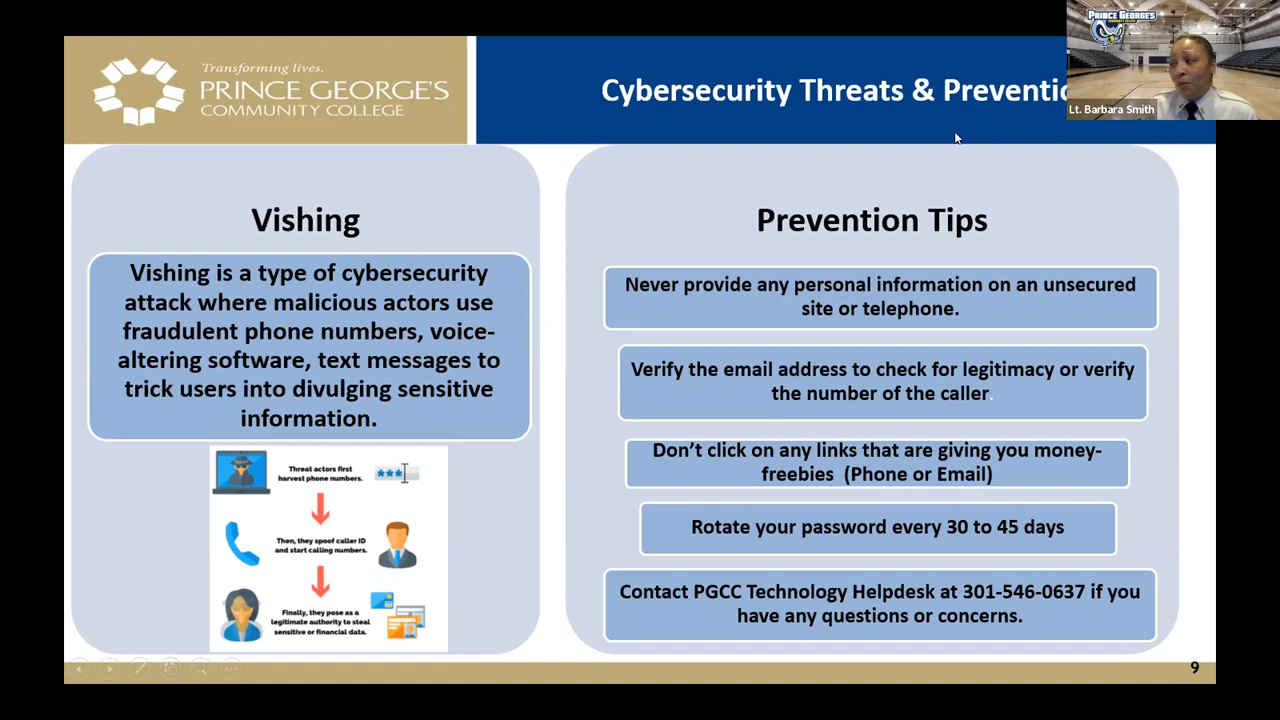 Transforming lives.
PRINCE GEORGE'S
COMMUNITY COLLEGE
Cybersecurity Threats & Preventio
PRINCE GEORGE'S
Lt. Barbara Smith
Vishing
Vishing is a type of cybersecurity
attack where malicious actors use
fraudulent phone numbers, voice-
altering software, text messages to
trick users into divulging sensitive
information.
Threat actors first
harvest phone numbers.
***
Then, they spoof caller ID
and start calling numbers.
Finally, they pose as a
legitimate authority to steal
sensitive or financial data.
Prevention Tips
Never provide any personal information on an unsecured
site or telephone.
Verify the email address to check for legitimacy or verify
the number of the caller.
Don’t click on any links that are giving you money-
freebies  (Phone or Email)
Rotate your password every 30 to 45 days
Contact PGCC Technology Helpdesk at 301-546-0637 if you
have any questions or concerns.
9